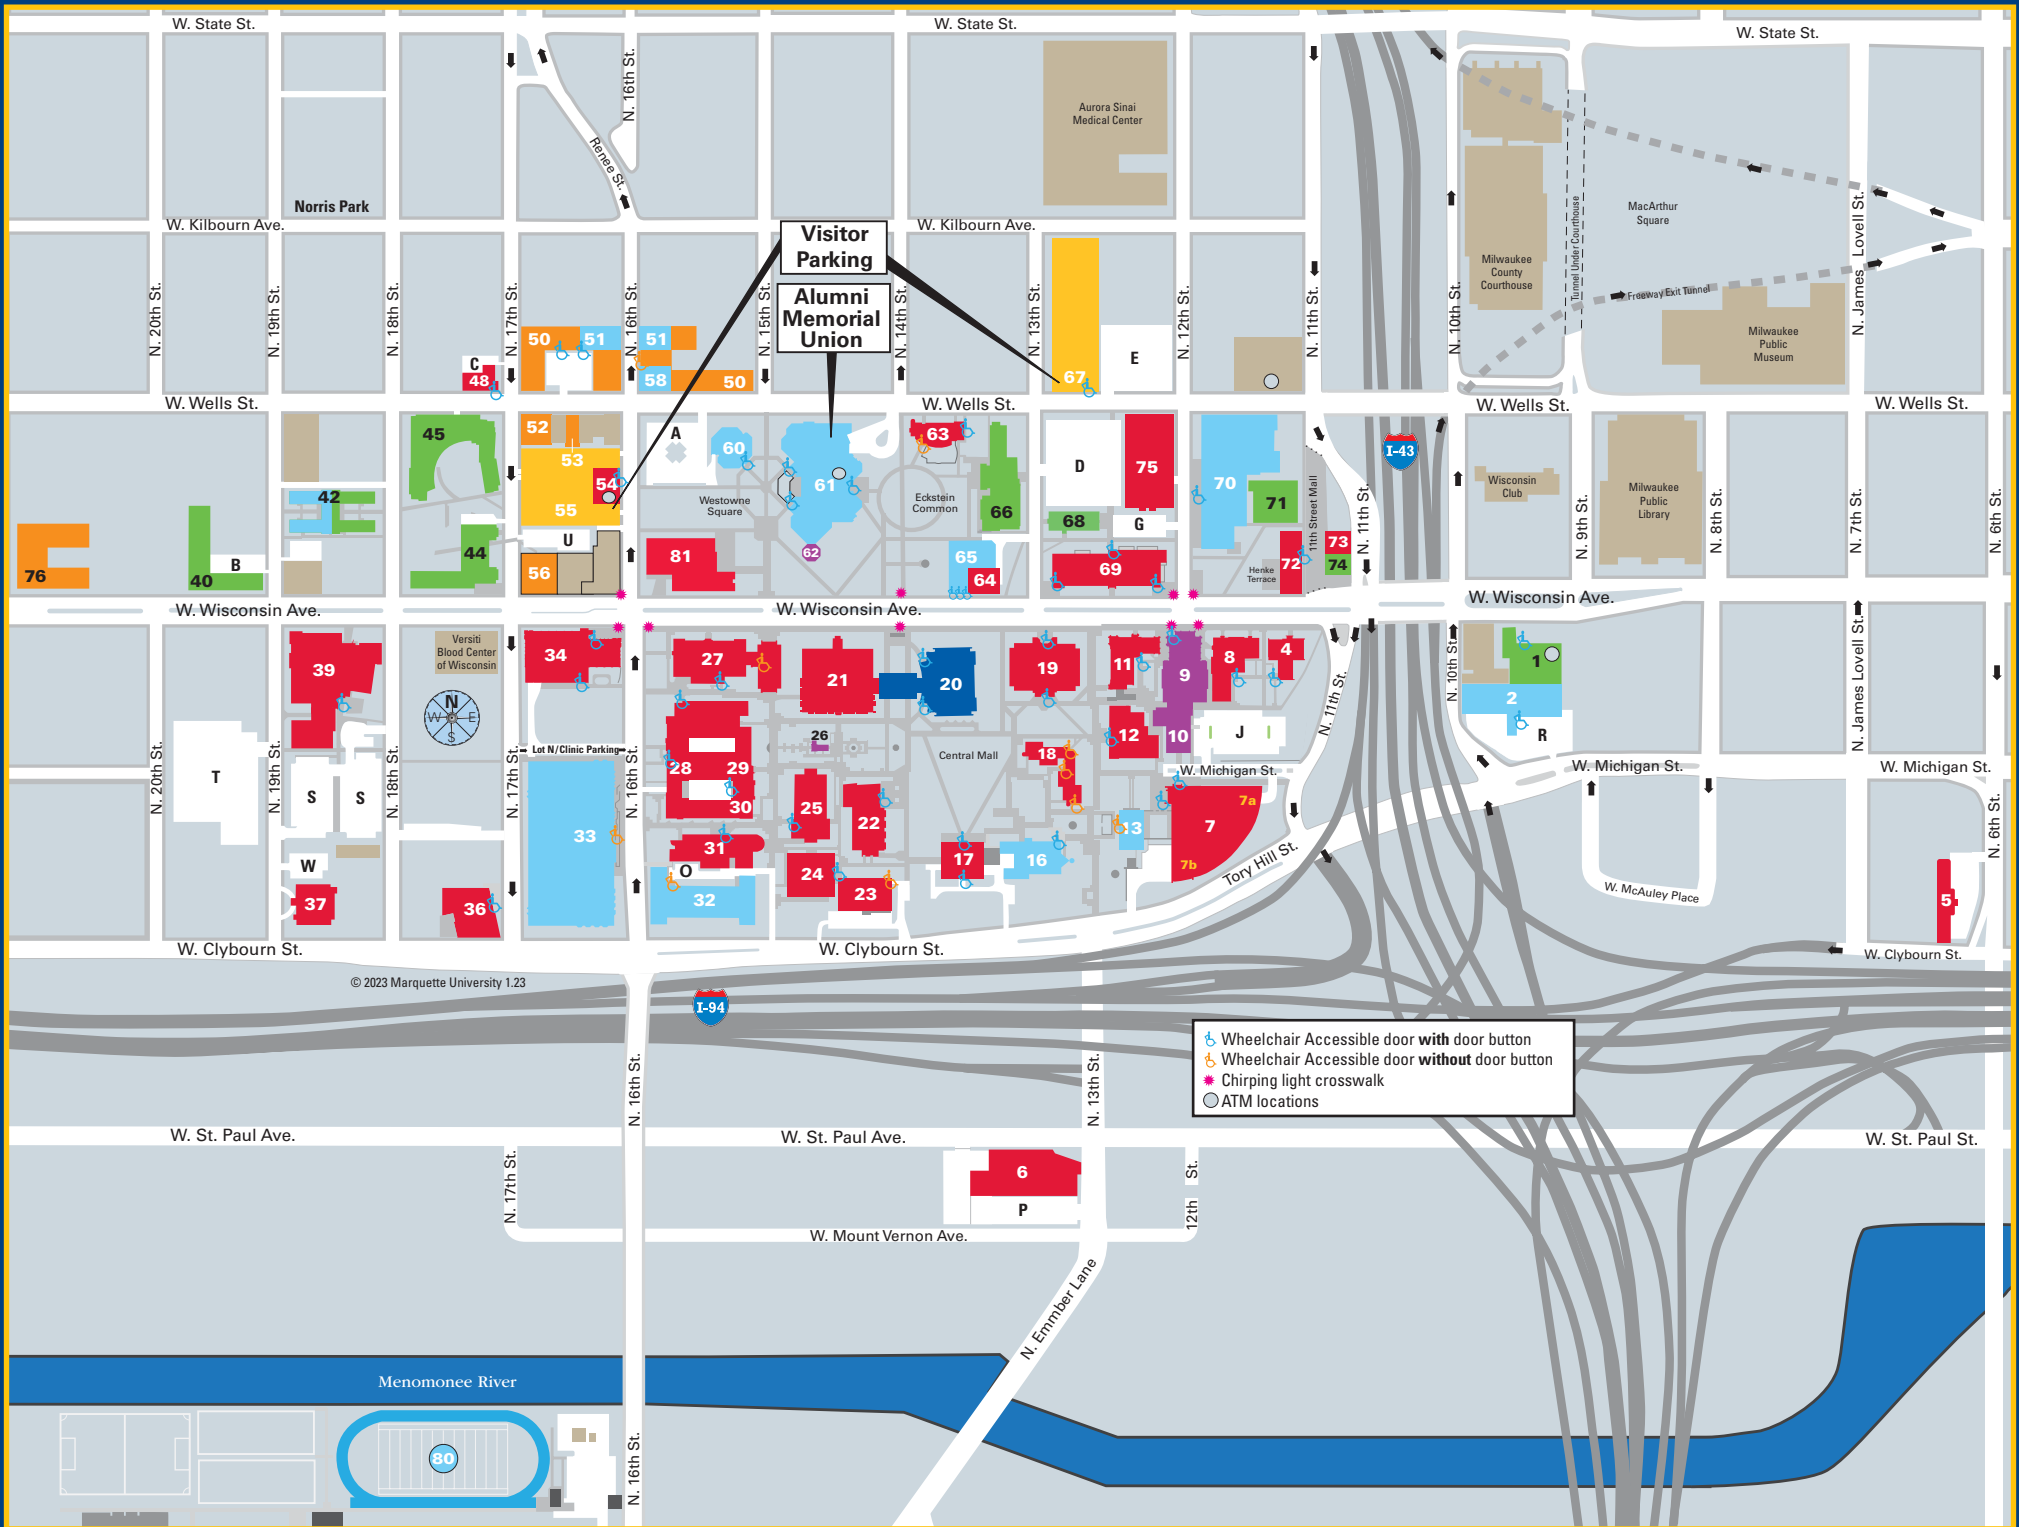 W. State St.
W. State St.
W. State St.
N. 16th St.
Renee St.
Aurora Sinai
Medical Center
Norris Park
W. Kilbourn Ave.
W. Kilbourn Ave.
MacArthur
Square
Tunnel Under Courthouse
N. James Lovell St.
Visitor
Parking
Alumni
Memorial
Union
Milwaukee
County
Courthouse
Freeway Exit Tunnel
Milwaukee
Public
Museum
N. 20th St.
N. 19th St.
N. 18th St.
N. 17th St.
N. 16th St.
N. 15th St.
N. 14th St.
N. 13th St.
N. 12th St.
N. 11th St.
N. 10th St.
C
48
50
51
51
58
50
67
E
W. Wells St.
W. Wells St.
W. Wells St.
W. Wells St.
45
52
53
54
55
A
60
61
62
63
Westowne
Square
Eckstein
Common
66
D
75
70
71
I-43
11th Street Mall
N. 11th St.
Wisconsin
Club
N. 9th St.
Milwaukee
Public
Library
N. 8th St.
N. 7th St.
N. 6th St.
42
76
40
B
44
U
56
81
65
64
68
G
69
Henke
Terrace
72
73
74
W. Wisconsin Ave.
W. Wisconsin Ave.
W. Wisconsin Ave.
39
Versiti
Blood Center
of Wisconsin
N
W
E
S
34
27
21
20
19
11
9
8
4
N. 11th St.
N. 10th St.
1
2
R
N. James Lovell St.
26
12
10
J
18
Central Mall
Lot N/Clinic Parking
N. 20th St.
T
N. 19th St.
S
S
N. 18th St.
N. 17th St.
N. 16th St.
28
29
30
25
22
W. Michigan St.
W. Michigan St.
W. Michigan St.
7a
7
7b
13
33
31
O
32
24
23
17
16
Tory Hill St.
W. McAuley Place
N. 6th St.
5
W
37
36
W. Clybourn St.
W. Clybourn St.
W. Clybourn St.
© 2023 Marquette University 1.23
I-94
Wheelchair Accessible door with door button
Wheelchair Accessible door without door button
Chirping light crosswalk
ATM locations
N. 16th St.
N. 13th St.
W. St. Paul Ave.
W. St. Paul Ave.
W. St. Paul St.
N. 17th St.
6
P
12th St.
W. Mount Vernon Ave.
N. Emmber Lane
Menomonee River
80
N. 16th St.